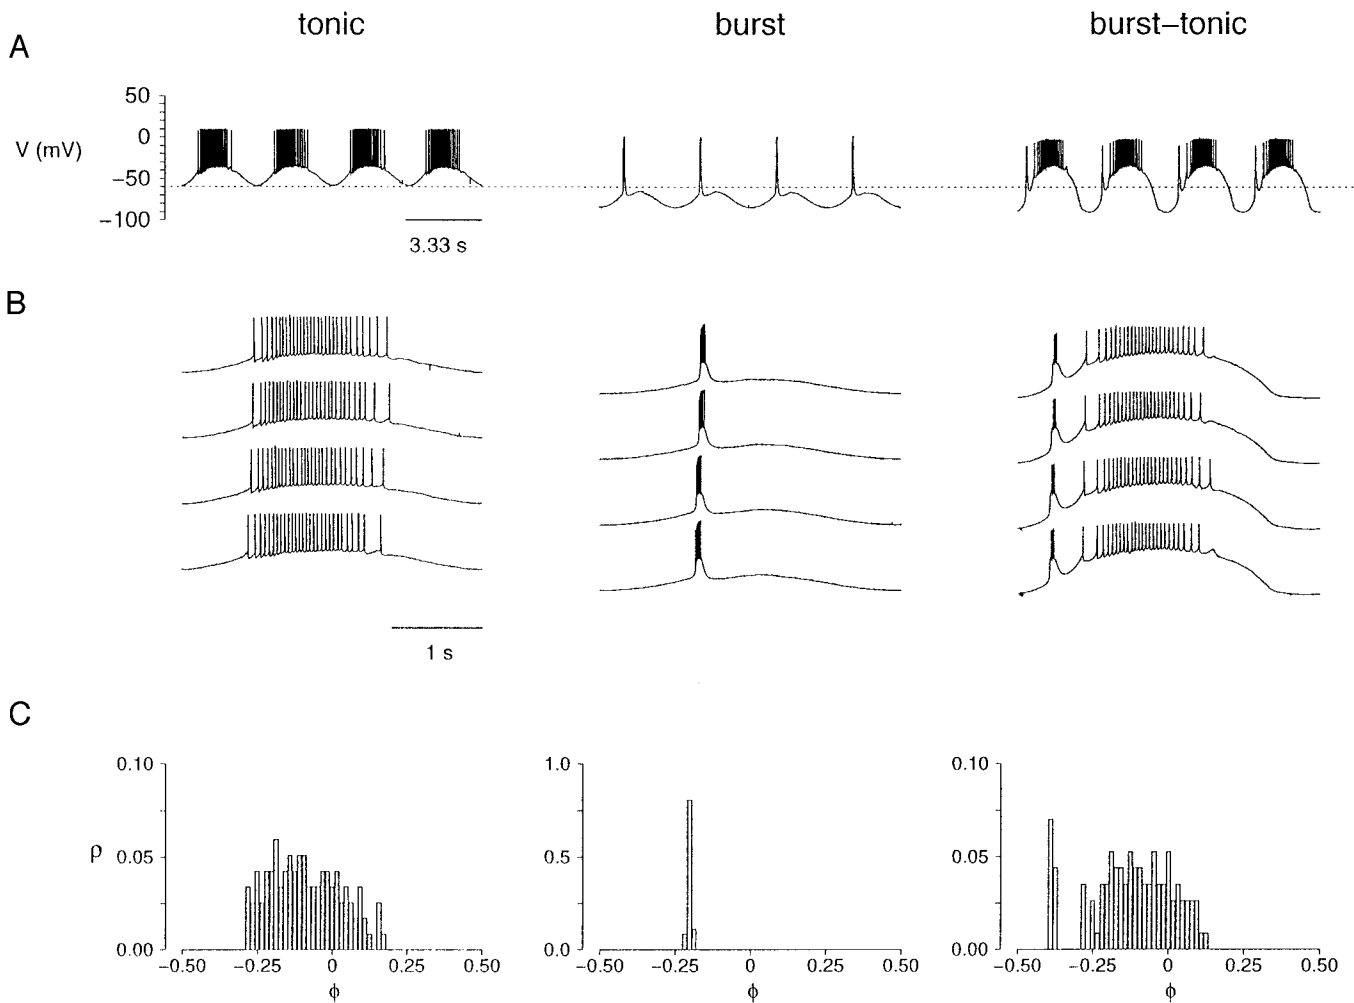 tonic burst burst–tonic
A
50
0
V (mV)
−50
−100
3.33 s
B
1 s
C
0.10 1.0 0.10
ρ 0.05 0.5 0.05
0.00 0.0 0.00
−0.50 −0.25 0 0.25 0.50 −0.50 −0.25 0 0.25 0.50 −0.50 −0.25 0 0.25 0.50
ϕ ϕ ϕ